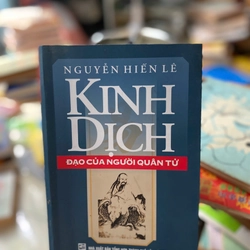 NGUYỄN HIẾN LÊ
KINH
DỊCH
ĐẠO CỦA NGƯỜI QUÂN TỬ